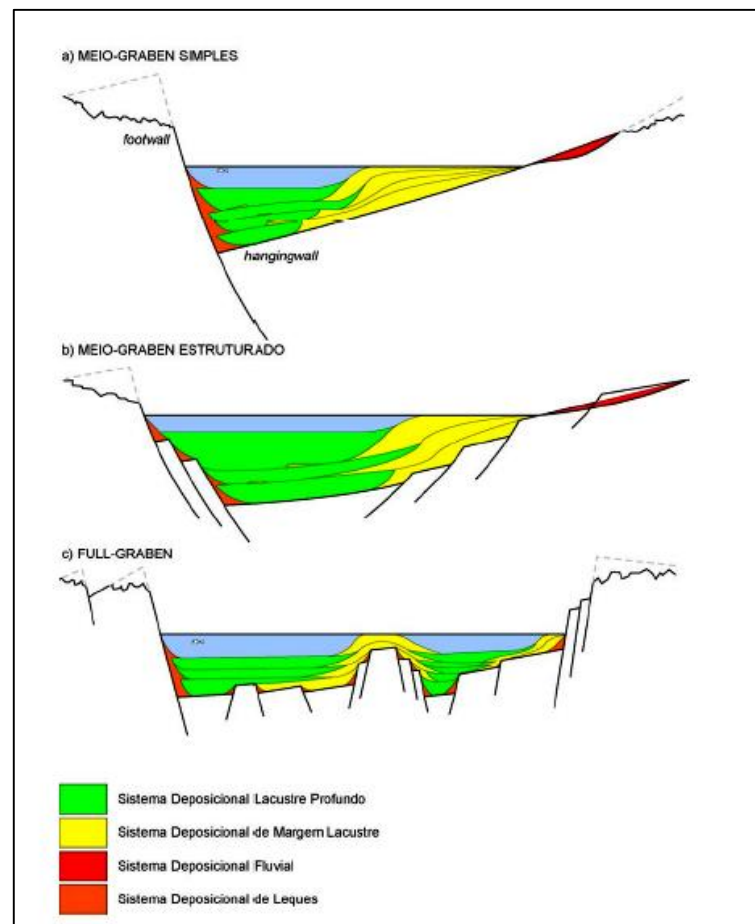 a) MEIO-GRABEN SIMPLES
footwall
hangingwall
b) MEIO-GRABEN ESTRUTURADO
c) FULL-GRABEN
Sistema Deposicional Lacustre Profundo
Sistema Deposicional de Margem Lacustre
Sistema Deposicional Fluvial
Sistema Deposicional de Leques